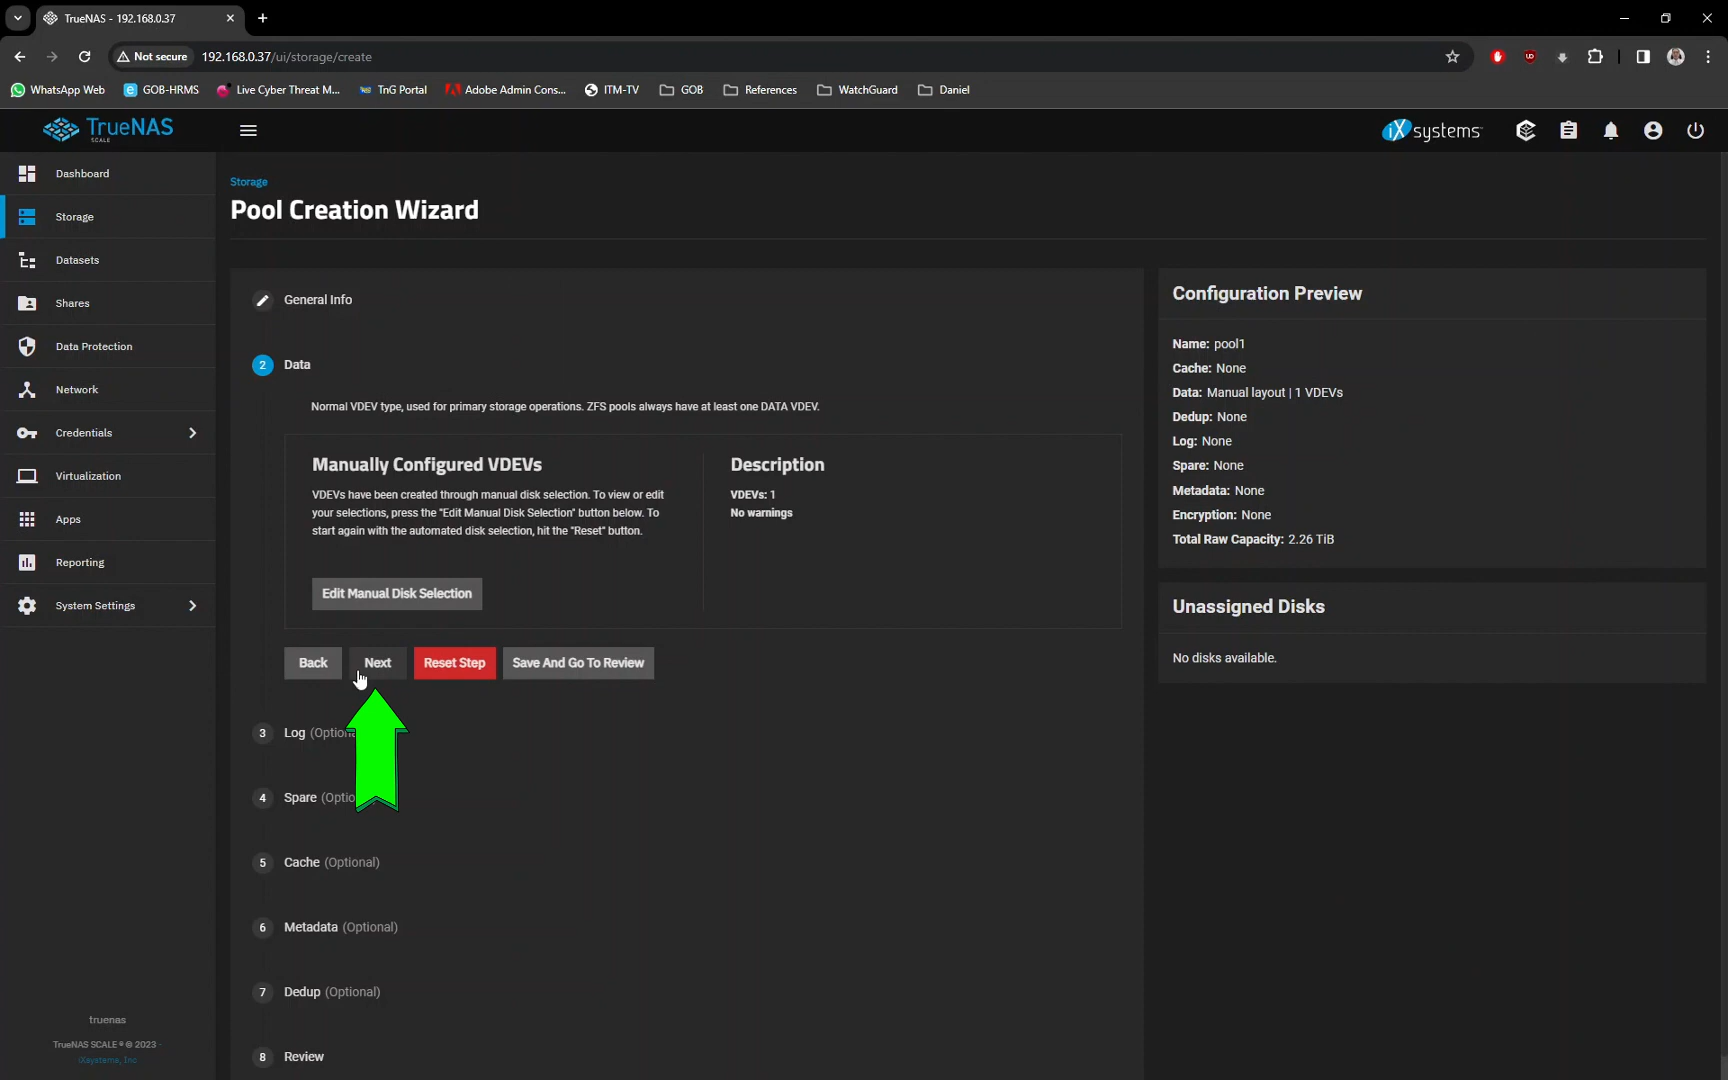 TrueNAS - 192.168.0.37
Not secure
192.168.0.37/ui/storage/create
WhatsApp Web
GOB-HRMS
Live Cyber Threat M...
TnG Portal
Adobe Admin Cons...
ITM-TV
GOB
References
WatchGuard
Daniel
TrueNAS
SCALE
iXsystems
Dashboard
Storage
Datasets
Shares
Data Protection
Network
Credentials
Virtualization
Apps
Reporting
System Settings
truenas
TrueNAS SCALE ® © 2023 -
iXsystems, Inc
Storage
Pool Creation Wizard
General Info
2 Data
Normal VDEV type, used for primary storage operations. ZFS pools always have at least one DATA VDEV.
Manually Configured VDEVs
VDEVs have been created through manual disk selection. To view or edit
your selections, press the "Edit Manual Disk Selection" button below. To
start again with the automated disk selection, hit the "Reset" button.
Edit Manual Disk Selection
Description
VDEVs: 1
No warnings
Back
Next
Reset Step
Save And Go To Review
3 Log (Option
4 Spare (Optio
5 Cache (Optional)
6 Metadata (Optional)
7 Dedup (Optional)
8 Review
Configuration Preview
Name: pool1
Cache: None
Data: Manual layout | 1 VDEVs
Dedup: None
Log: None
Spare: None
Metadata: None
Encryption: None
Total Raw Capacity: 2.26 TiB
Unassigned Disks
No disks available.